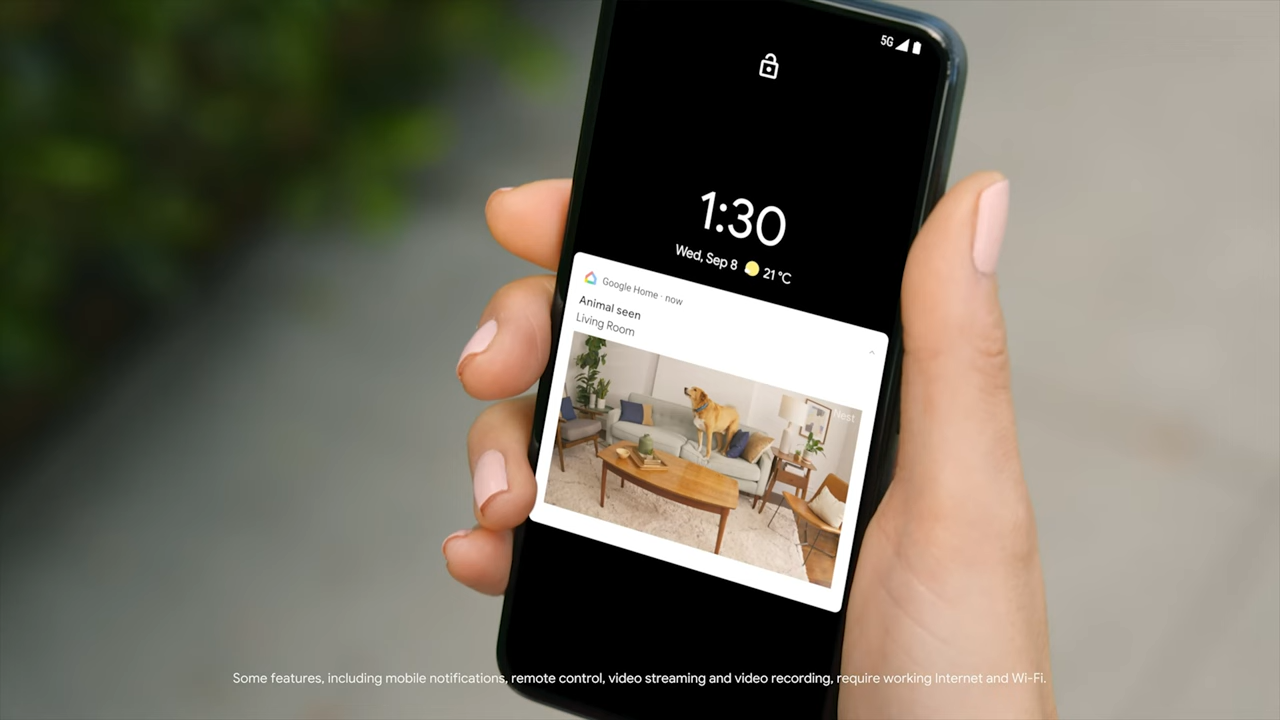 5G
1:30
Wed, Sep 8 21°C
Google Home · now
Animal seen
Living Room
Nest
Some features, including mobile notifications, remote control, video streaming and video recording, require working Internet and Wi-Fi.